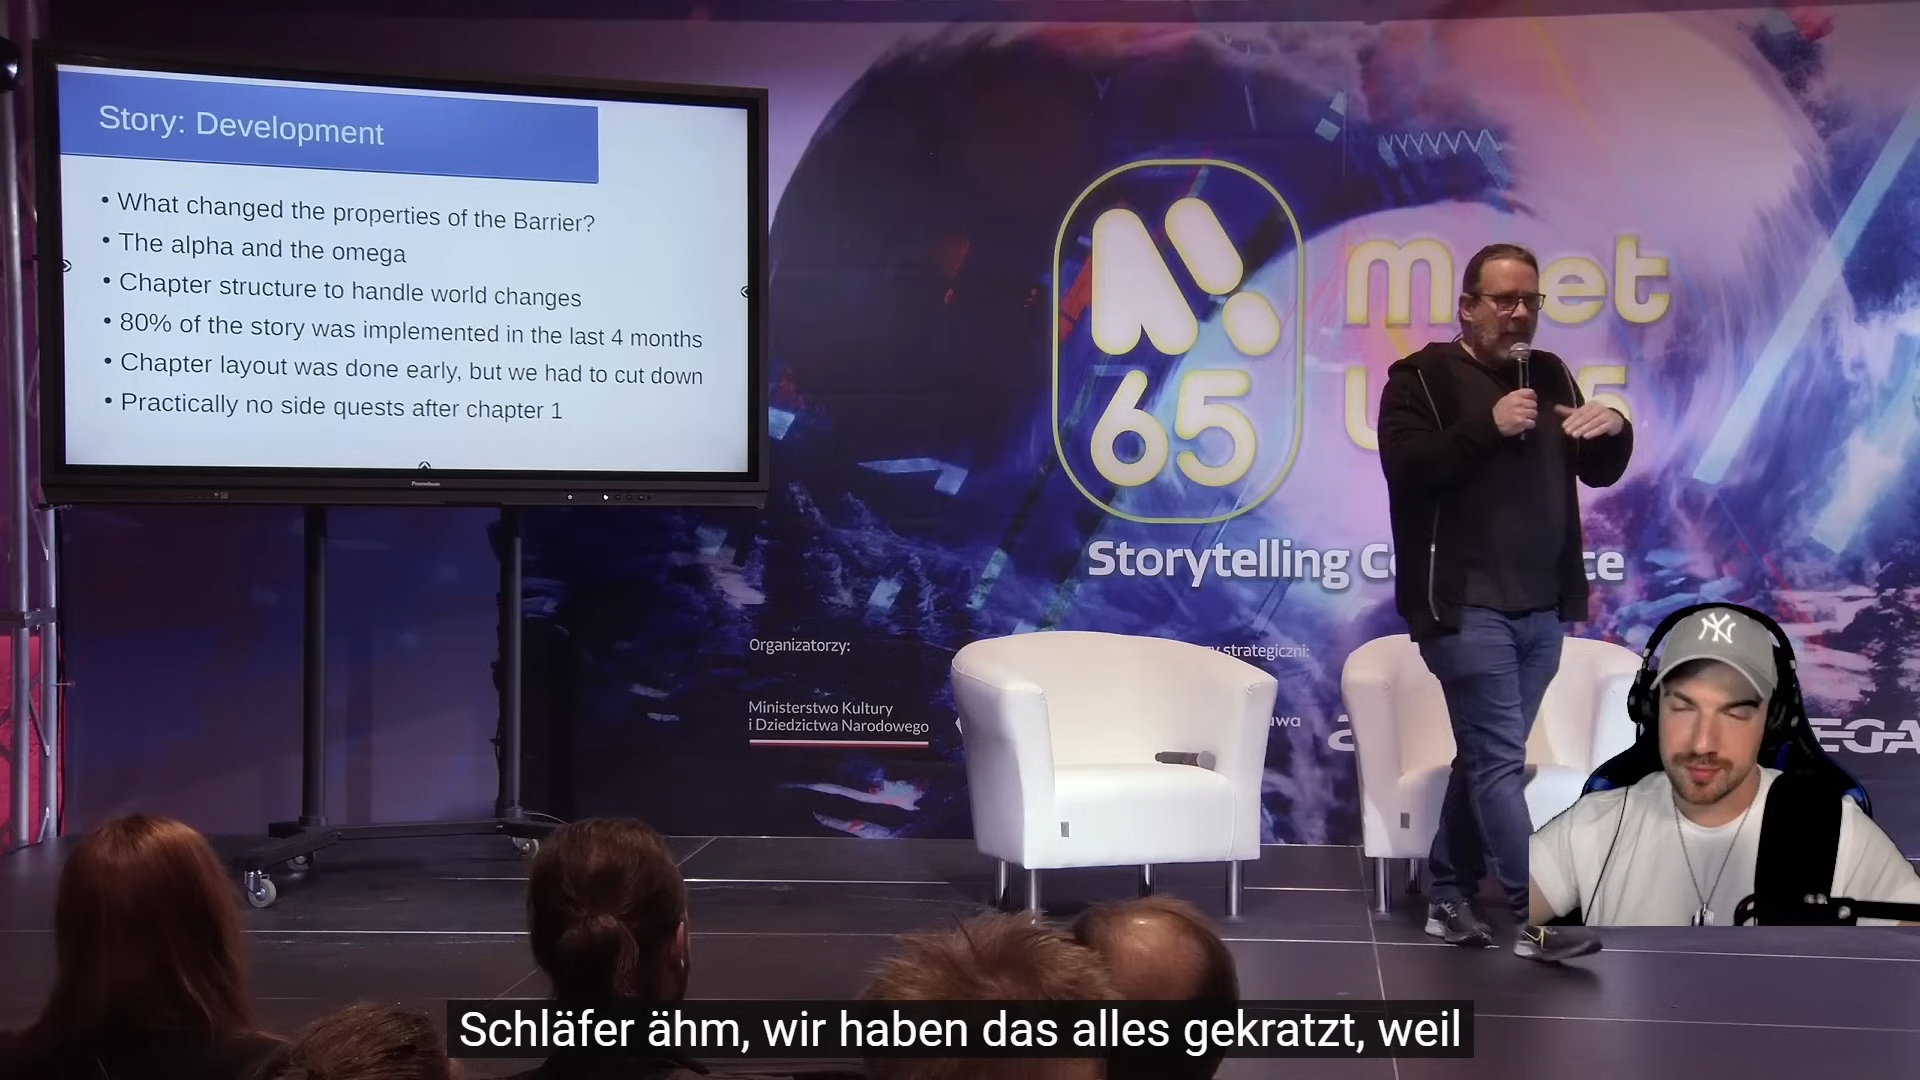 Story: Development
• What changed the properties of the Barrier?
• The alpha and the omega
• Chapter structure to handle world changes
• 80% of the story was implemented in the last 4 months
• Chapter layout was done early, but we had to cut down
• Practically no side quests after chapter 1
Promethean
65
Storytelling
Organizatorzy:
strategiczni:
Ministerstwo Kultury
i Dziedzictwa Narodowego
NY
Schläfer ähm, wir haben das alles gekratzt, weil